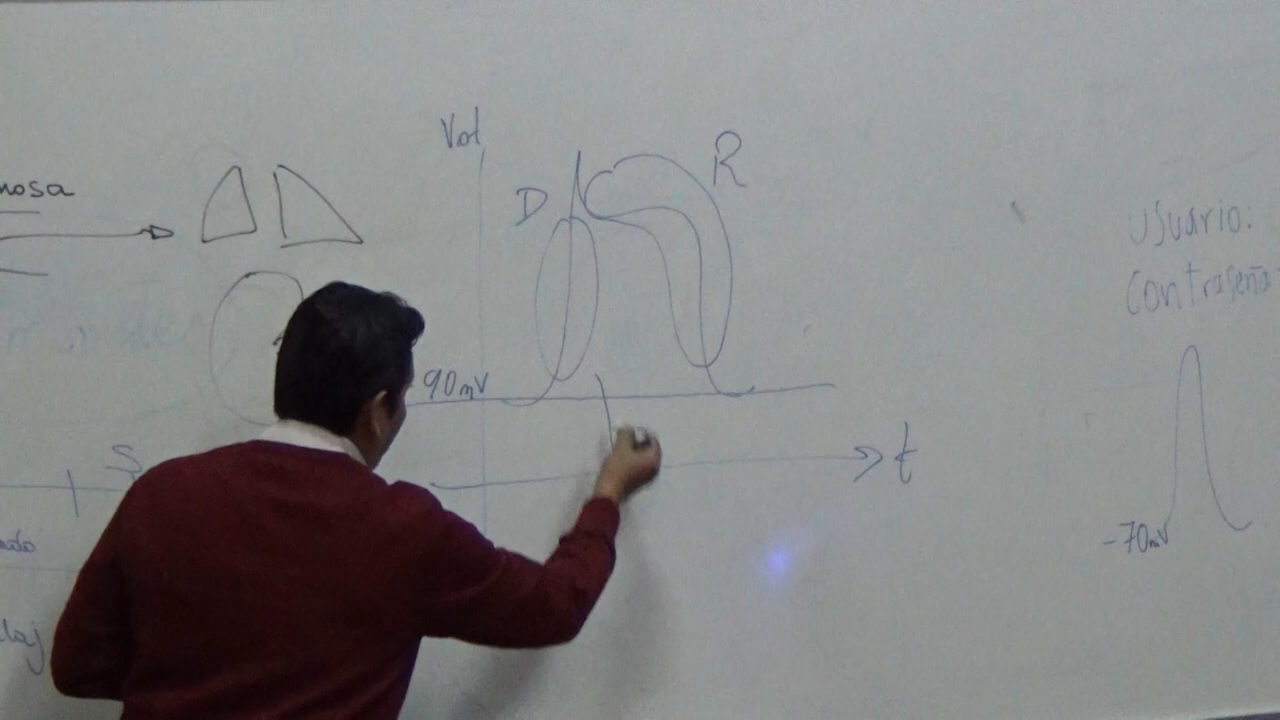 Vol
R
D
nosa
Usuario:
Contraseña:
90mV
t
S
-70mV